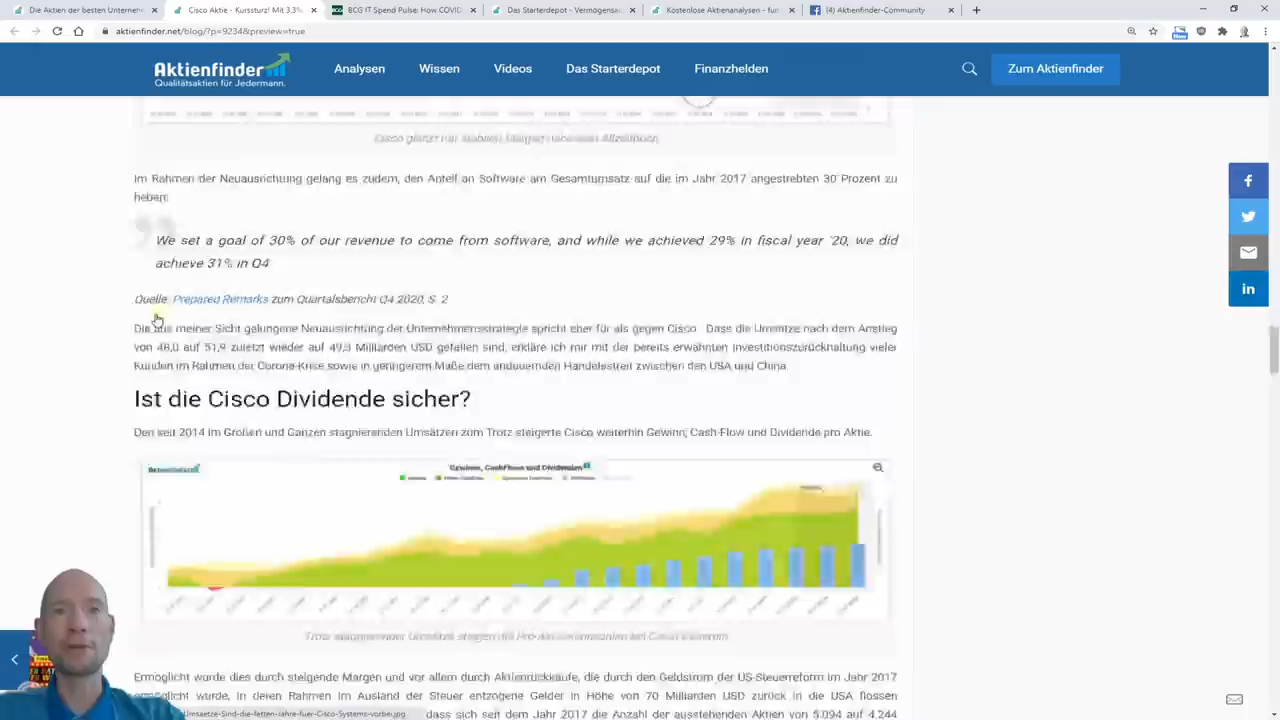 Die Aktien der besten Unternehm
Cisco Aktie - Kurssturz! Mit 3,3%
BCG IT Spend Pulse: How COVID
Das Starterdepot - Vermögensau
Kostenlose Aktienanalysen - fun
(4) Aktienfinder-Community
aktienfinder.net/blog/?p=9234&preview=true
Aktienfinder
Qualitätsaktien für Jedermann.
Analysen
Wissen
Videos
Das Starterdepot
Finanzhelden
Zum Aktienfinder
Im Rahmen der Neuausrichtung gelang es zudem, den Anteil an Software am Gesamtumsatz auf die im Jahr 2017 angestrebten 30 Prozent zu
heben:
We set a goal of 30% of our revenue to come from software, and while we achieved 29% in fiscal year '20, we did
achieve 31% in Q4
Quelle: Prepared Remarks zum Quartalsbericht Q4 2020, S. 2
Die aus meiner Sicht gelungene Neuausrichtung der Unternehmensstrategie spricht eher für als gegen Cisco. Dass die Umsätze nach dem Anstieg
von 48,0 auf 51,9 zuletzt wieder auf 49,3 Milliarden USD gefallen sind, erkläre ich mir mit der bereits erwähnten Investitionszurückhaltung vieler
Kunden im Rahmen der Corona-Krise sowie in geringerem Maße dem andauernden Handelsstreit zwischen den USA und China.
Ist die Cisco Dividende sicher?
Den seit 2014 im Großen und Ganzen stagnierenden Umsätzen zum Trotz steigerte Cisco weiterhin Gewinn, Cash-Flow und Dividende pro Aktie.
Gewinne, CashFlows und Dividenden
Ermöglicht wurde dies durch steigende Margen und vor allem durch Aktienrückkäufe, die durch den Geldstrom der US-Steuerreform im Jahr 2017
ermöglicht wurde, in deren Rahmen im Ausland der Steuer entzogene Gelder in Höhe von 70 Milliarden USD zurück in die USA flossen
dass sich seit dem Jahr 2017 die Anzahl der ausstehenden Aktien von 5.094 auf 4.244